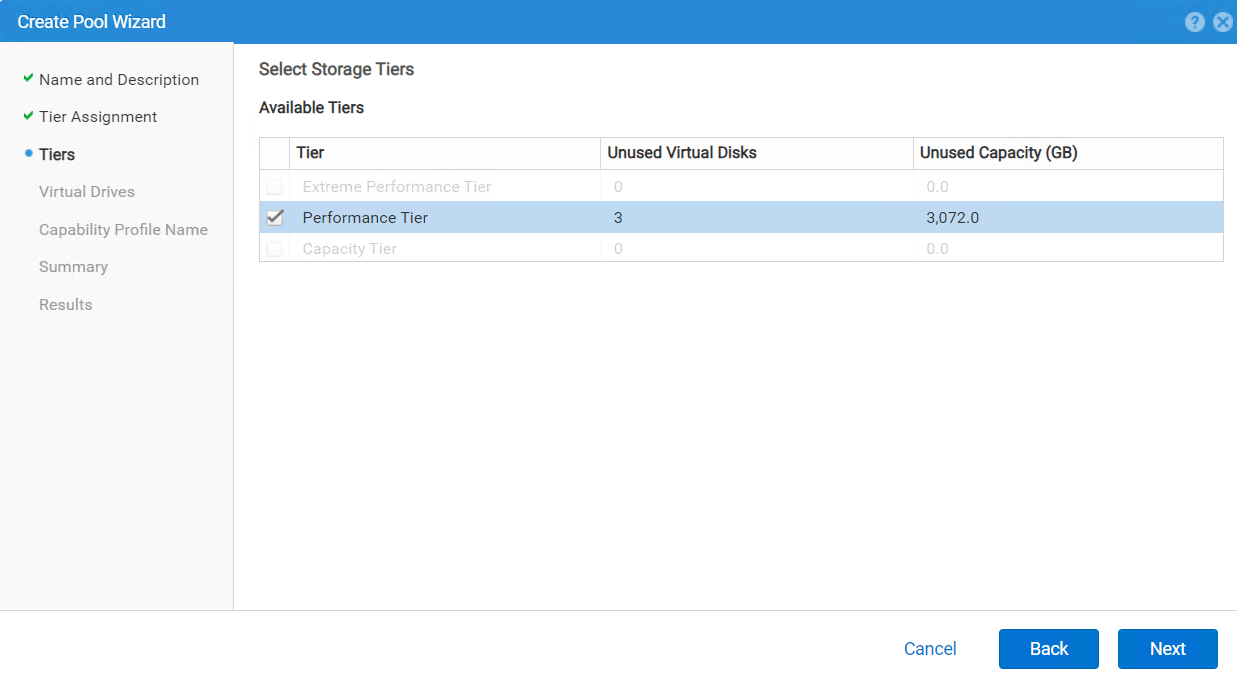 Create Pool Wizard
Name and Description
Tier Assignment
Tiers
Virtual Drives
Capability Profile Name
Summary
Results
Select Storage Tiers
Available Tiers
Tier Unused Virtual Disks Unused Capacity (GB)
Extreme Performance Tier 0 0.0
Performance Tier 3 3,072.0
Capacity Tier 0 0.0
Cancel Back Next